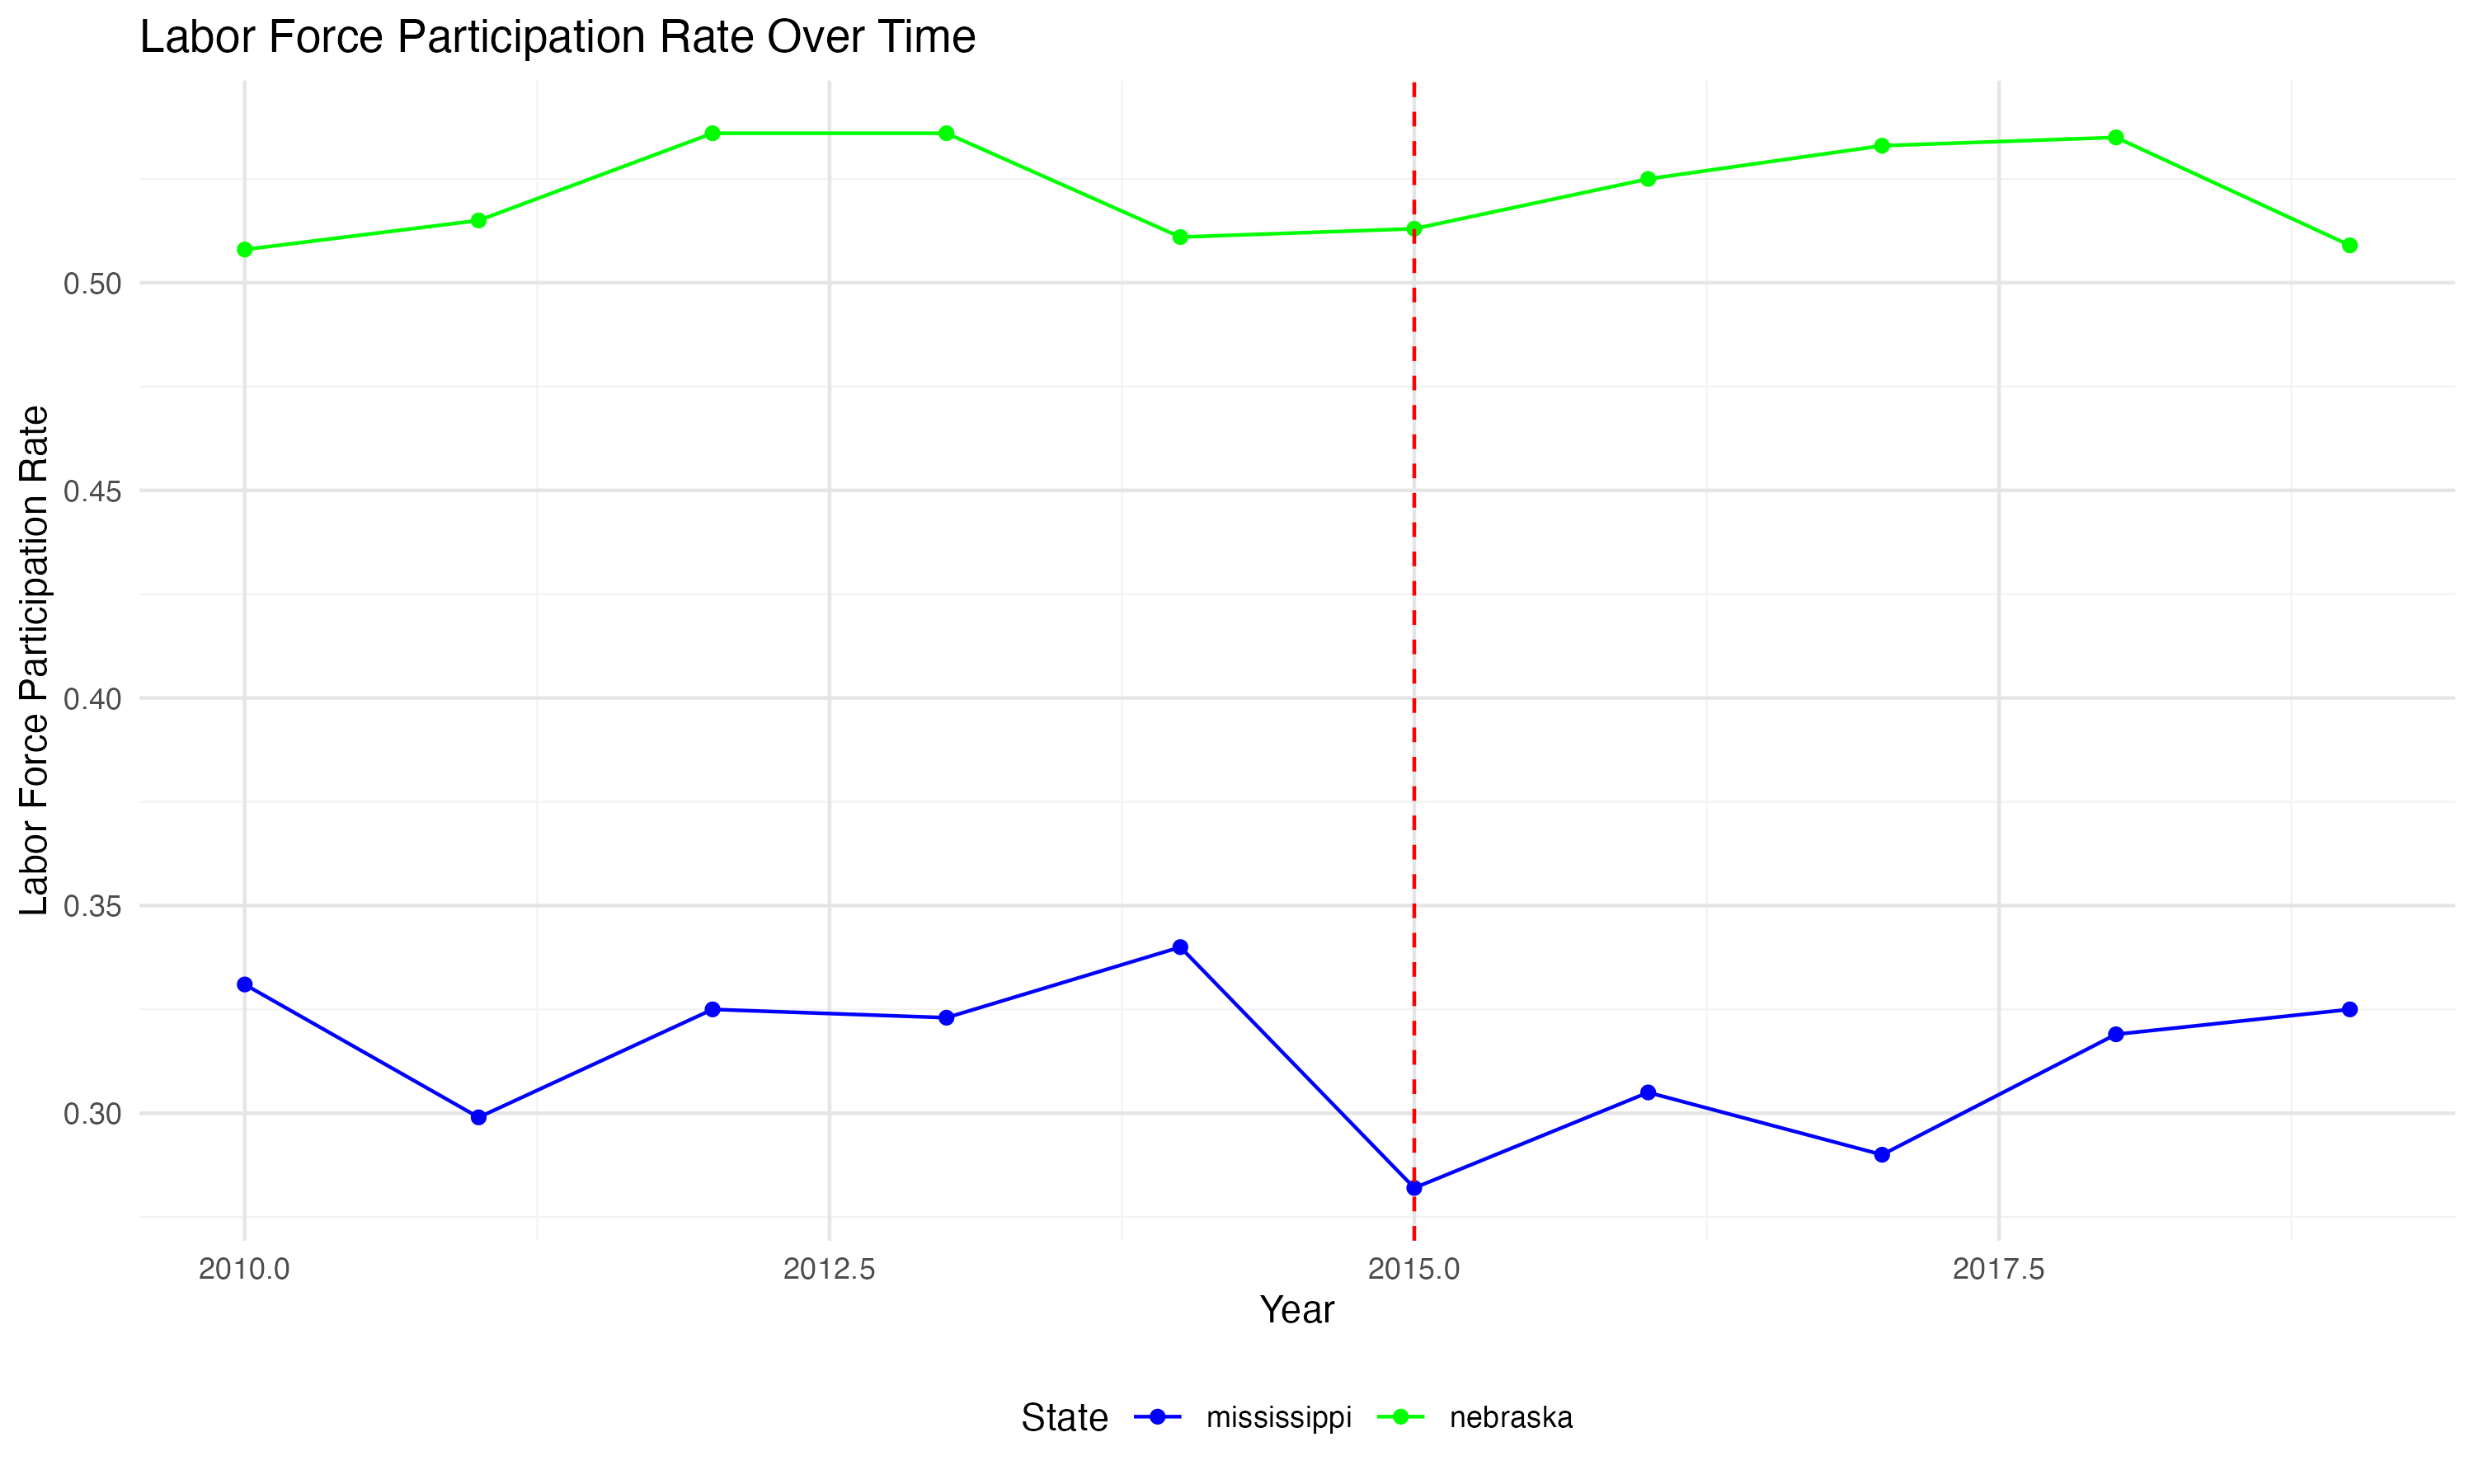 Labor Force Participation Rate Over Time
Labor Force Participation Rate
0.50
0.45
0.40
0.35
0.30
2010.0 2012.5 2015.0 2017.5
Year
State mississippi nebraska